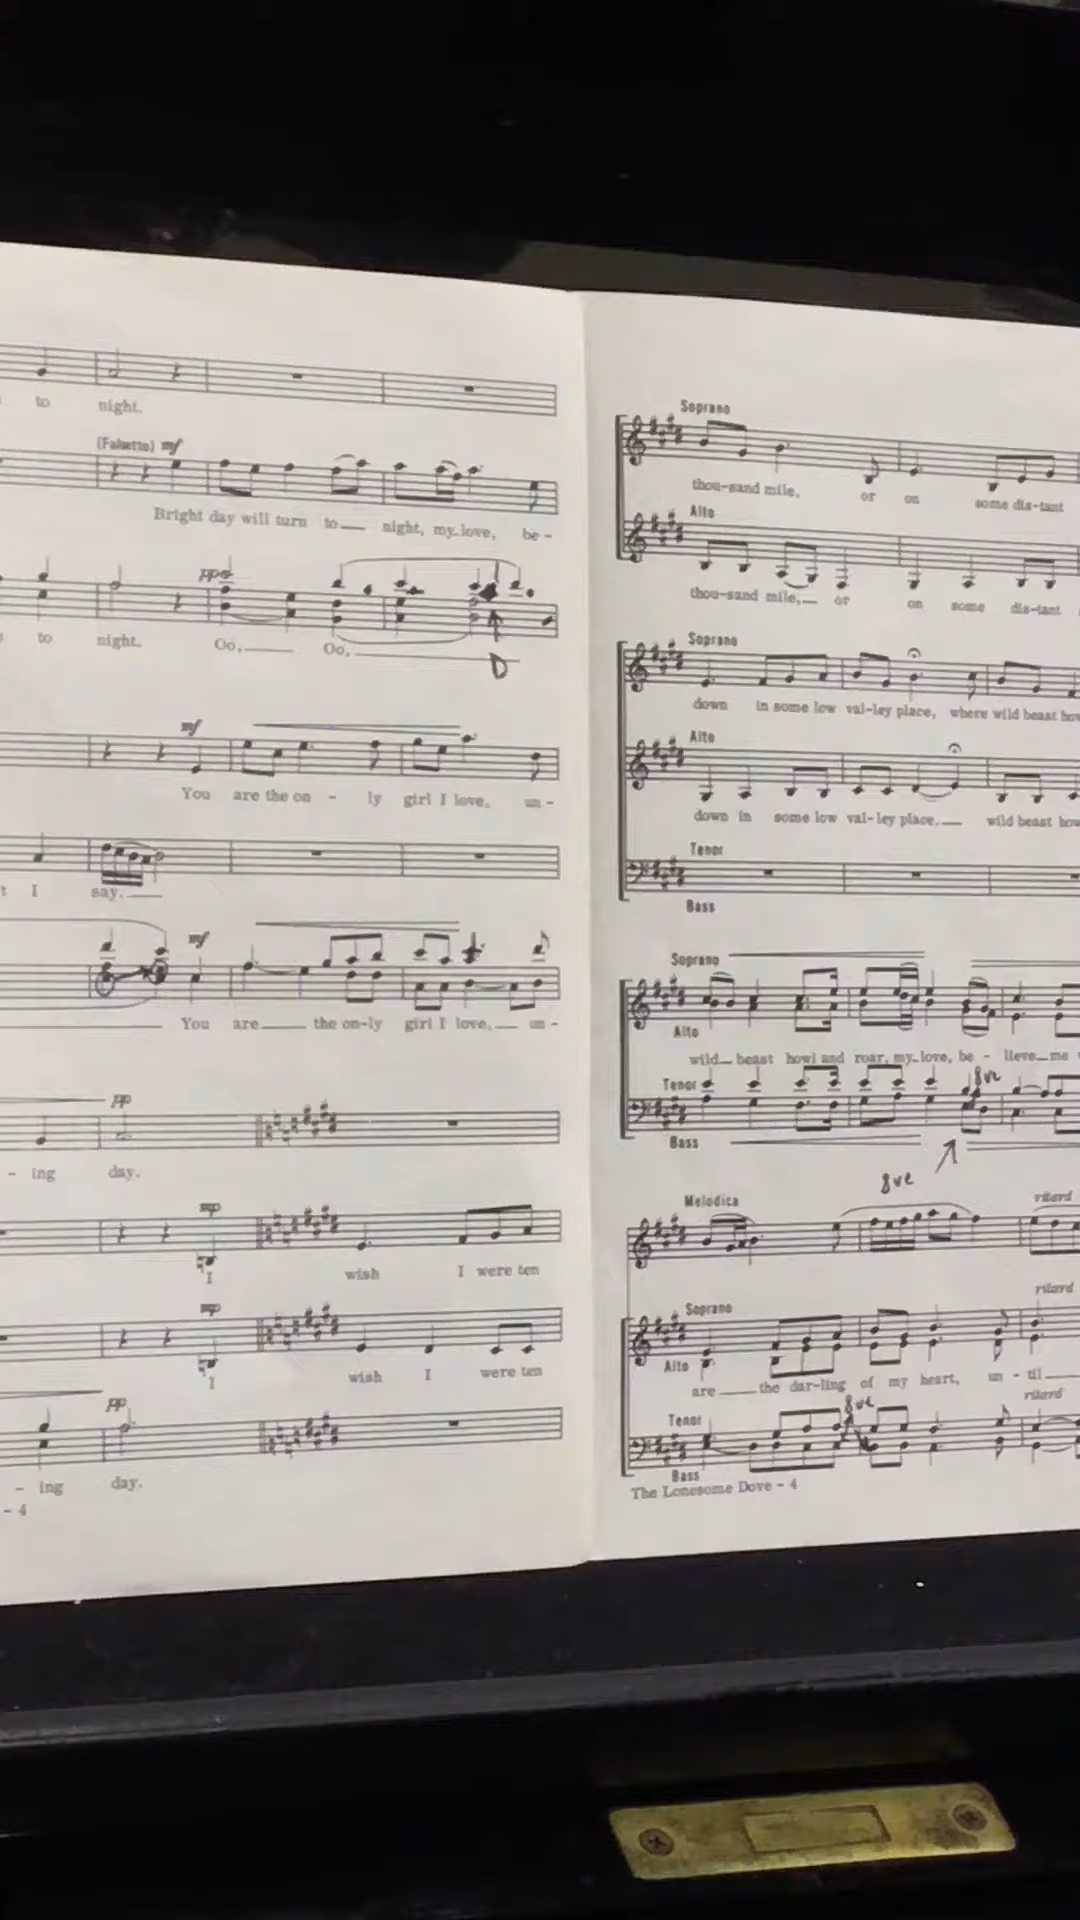 to night.
(Falsetto) mf
Bright day will turn to night, my love, be -
pp
to night. Oo, Oo,
D
mf
You are the on - ly girl I love, un -
I say.
mf
You are the on-ly girl I love, un -
pp
- ing day.
mp
I wish I were ten
mp
I wish I were ten
pp
- ing day.
- 4
Soprano
thou-sand mile, or on some dis-tant
Alto
thou-sand mile, or on some dis-tant
Soprano
down in some low val-ley place, where wild beast
Alto
down in some low val-ley place, wild beast
Tenor
Bass
Soprano
Alto
wild beast howl and roar, my love, be - lieve me
Tenor
8ve
Bass
8ve
Melodica
ritard
ritard
Soprano
Alto
are the dar-ling of my heart, un - til
8ve
ritard
Tenor
Bass
The Lonesome Dove - 4